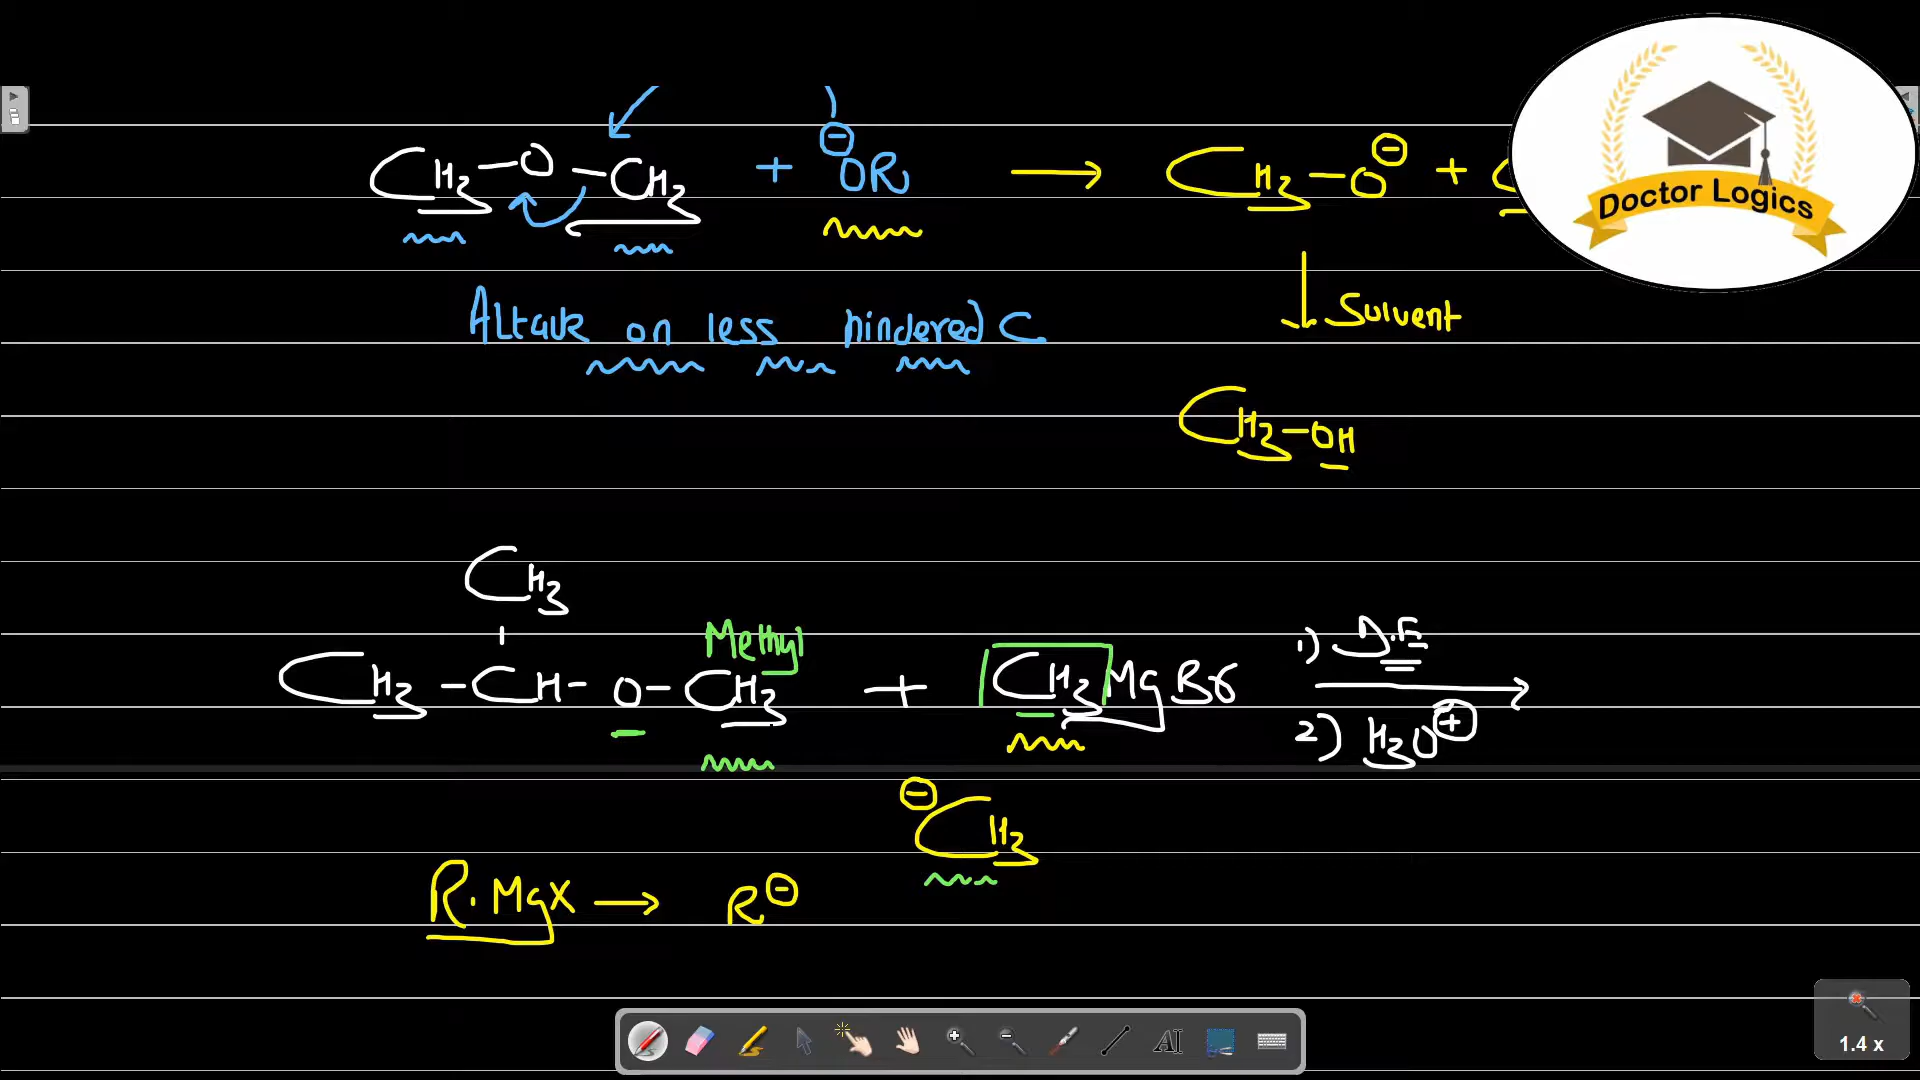 CH3-O-CH3 + ⊖OR → CH3-O⊖ +
Doctor Logics
Attack on less hindered C.
Solvent
CH3-OH
CH3
Methyl
1) D.E
CH3-CH-O-CH3 + CH3MgBr
2) H3O⊕
⊖CH3
R.MgX → R⊖
AI
1.4 x